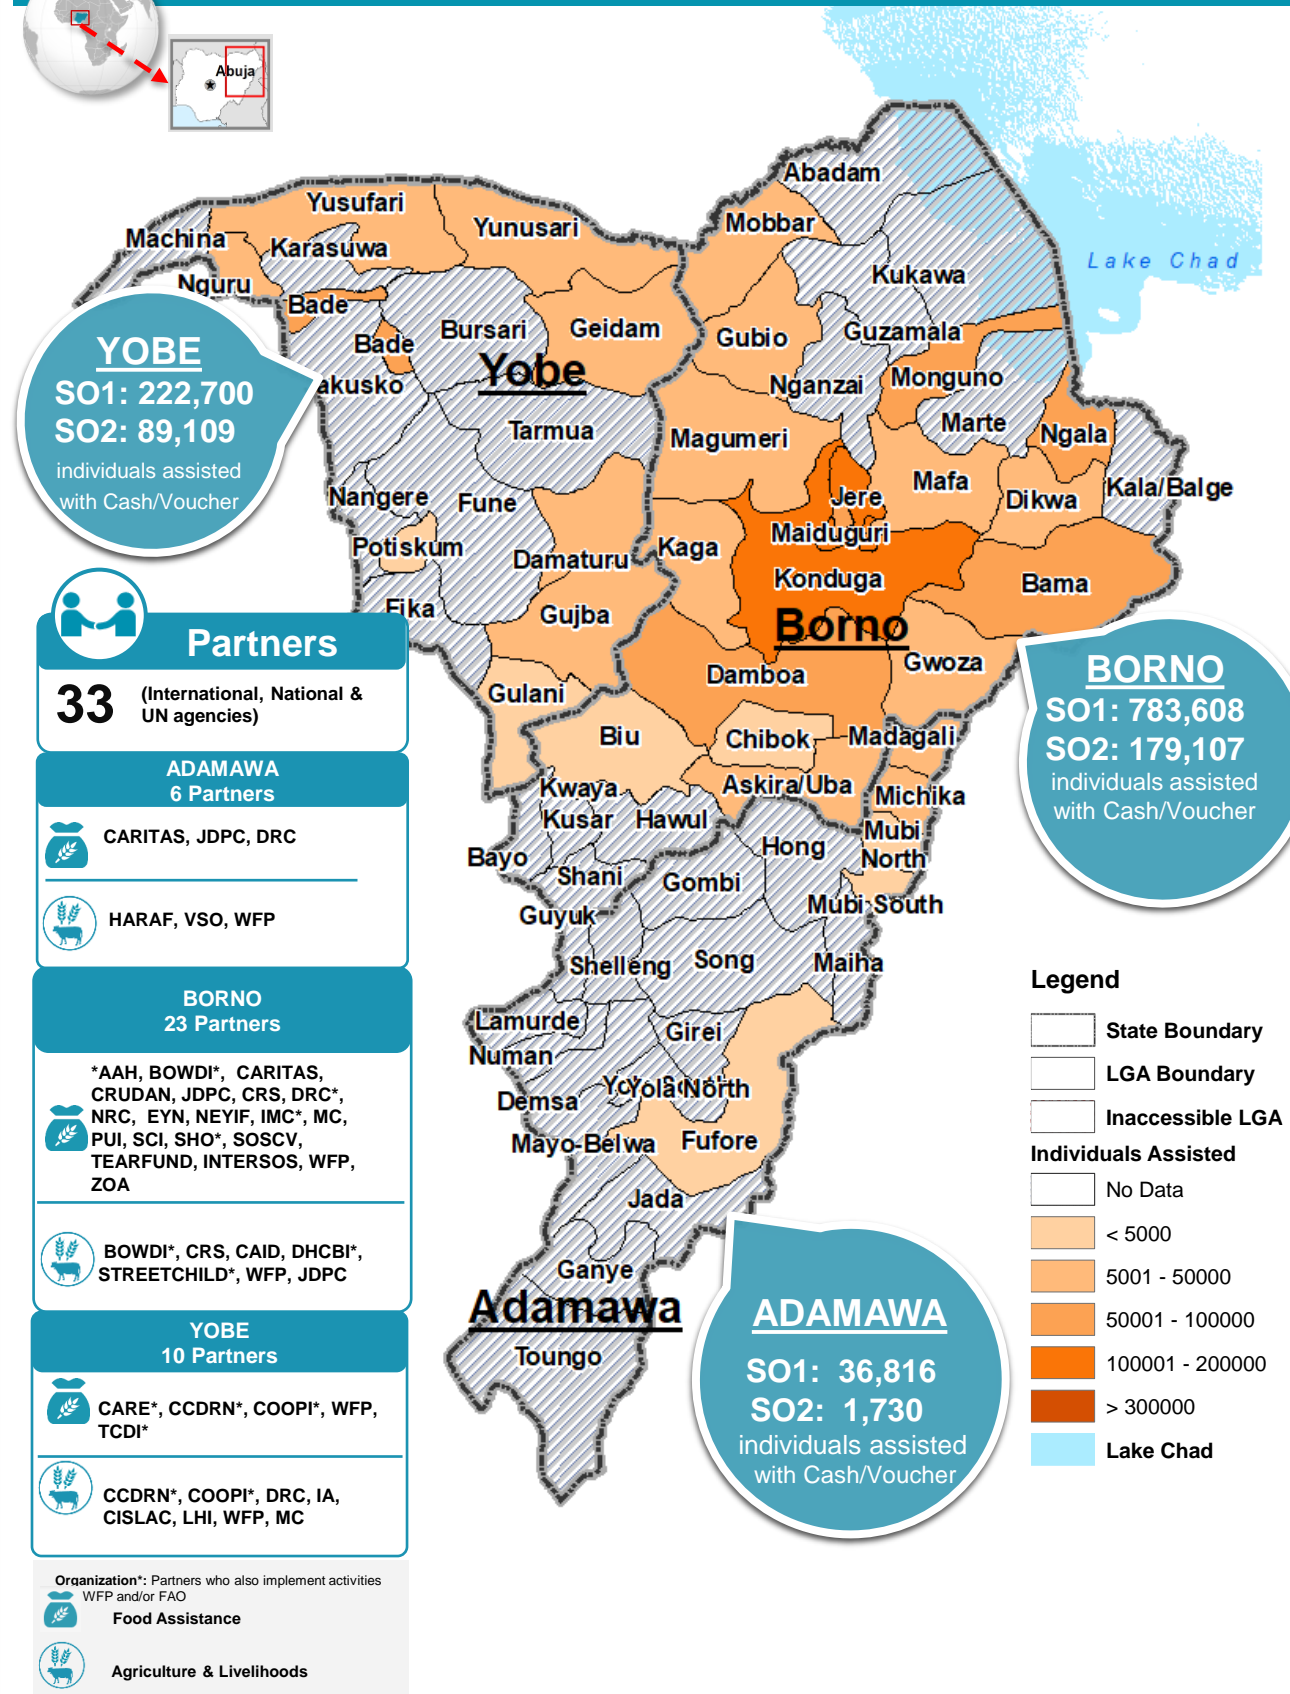 Abuja
Abadam
Yusufari
Mobbar
Yunusari
Machina
Karasuwa
Lake Chad
Kukawa
Nguru
Bade
Bursari
Geidam
Gubio
Guzamala
Bade
YOBE
SO1: 222,700
SO2: 89,109
individuals assisted
with Cash/Voucher
Yobe
akusko
Nganzai
Monguno
Tarmua
Magumeri
Marte
Ngala
Nangere
Fune
Jere
Mafa
Dikwa
Kala/Balge
Potiskum
Damaturu
Kaga
Maiduguri
Konduga
Bama
Fika
Gujba
Borno
Gwoza
Damboa
Gulani
Biu
Chibok
Madagali
BORNO
SO1: 783,608
SO2: 179,107
individuals assisted
with Cash/Voucher
Kwaya
Kusar
Hawul
Askira/Uba
Michika
Mubi
North
Hong
Bayo
Shani
Gombi
Guyuk
Mubi South
Shelleng
Song
Maiha
Lamurde
Girei
Numan
Yola North
Demsa
Mayo-Belwa
Fufore
Jada
Ganye
Adamawa
Toungo
ADAMAWA
SO1: 36,816
SO2: 1,730
individuals assisted
with Cash/Voucher
Partners
33
(International, National &
UN agencies)
ADAMAWA
6 Partners
CARITAS, JDPC, DRC
HARAF, VSO, WFP
BORNO
23 Partners
*AAH, BOWDI*, CARITAS,
CRUDAN, JDPC, CRS, DRC*,
NRC, EYN, NEYIF, IMC*, MC,
PUI, SCI, SHO*, SOSCV,
TEARFUND, INTERSOS, WFP,
ZOA
BOWDI*, CRS, CAID, DHCBI*,
STREETCHILD*, WFP, JDPC
YOBE
10 Partners
CARE*, CCDRN*, COOPI*, WFP,
TCDI*
CCDRN*, COOPI*, DRC, IA,
CISLAC, LHI, WFP, MC
Organization*: Partners who also implement activities
WFP and/or FAO
Food Assistance
Agriculture & Livelihoods
Legend
State Boundary
LGA Boundary
Inaccessible LGA
Individuals Assisted
No Data
< 5000
5001 - 50000
50001 - 100000
100001 - 200000
> 300000
Lake Chad